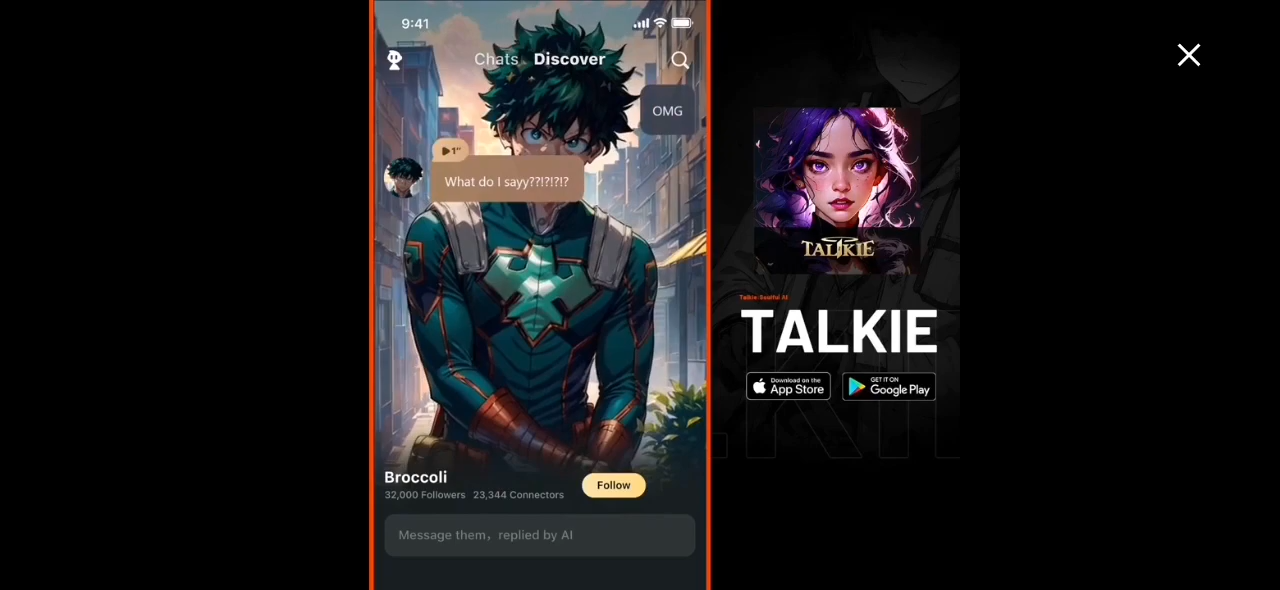 9:41
Chats Discover
OMG
1"
What do I sayy??!?!?!?
Broccoli
32,000 Followers 23,344 Connectors
Follow
Message them，replied by AI
TALKIE
Talkie: Soulful AI
TALKIE
Download on the
App Store
GET IT ON
Google Play